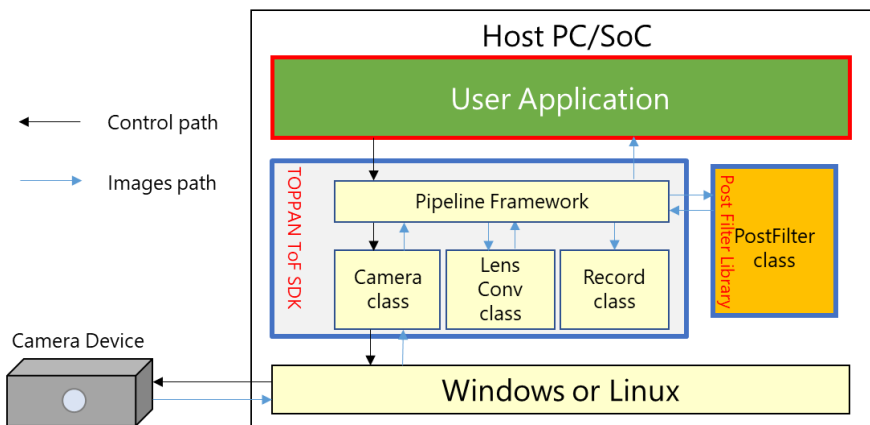 Host PC/SoC
User Application
Control path
Images path
TOPPAN ToF SDK
Pipeline Framework
Camera
class
Lens
Conv
class
Record
class
Post Filter Library
PostFilter
class
Camera Device
Windows or Linux